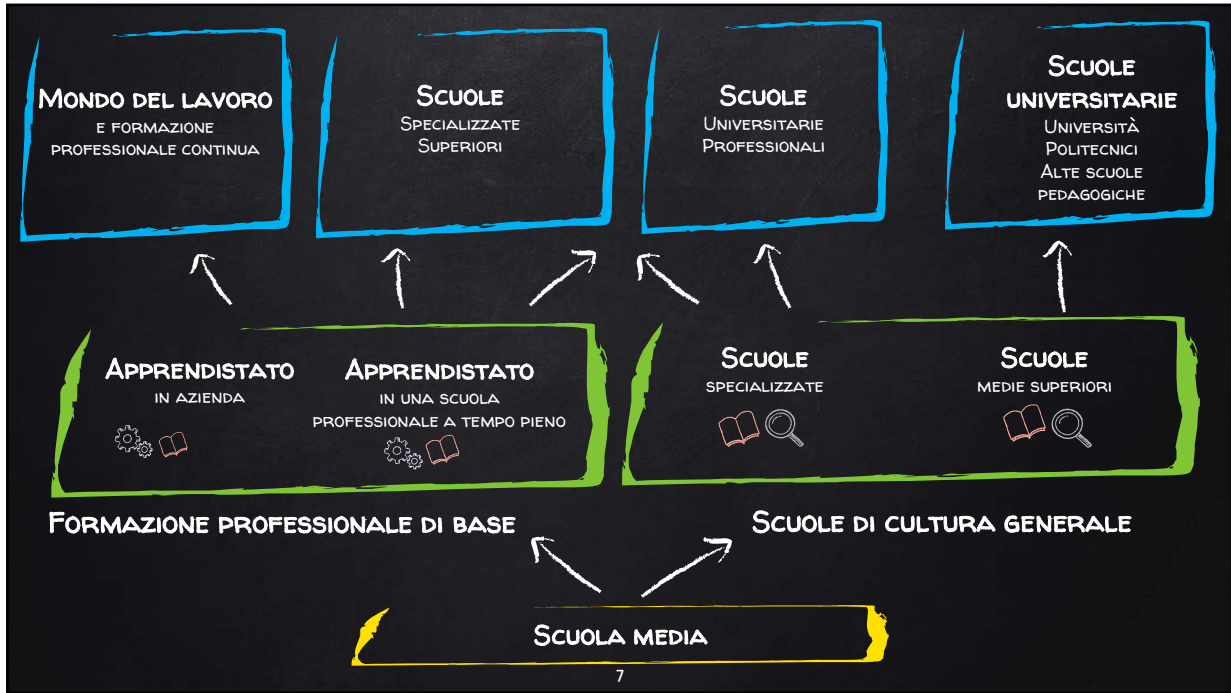 MONDO DEL LAVORO
E FORMAZIONE
PROFESSIONALE CONTINUA
SCUOLE
SPECIALIZZATE
SUPERIORI
SCUOLE
UNIVERSITARIE
PROFESSIONALI
SCUOLE
UNIVERSITARIE
UNIVERSITÀ
POLITECNICI
ALTE SCUOLE
PEDAGOGICHE
APPRENDISTATO
IN AZIENDA
APPRENDISTATO
IN UNA SCUOLA
PROFESSIONALE A TEMPO PIENO
SCUOLE
SPECIALIZZATE
SCUOLE
MEDIE SUPERIORI
FORMAZIONE PROFESSIONALE DI BASE
SCUOLE DI CULTURA GENERALE
SCUOLA MEDIA
7